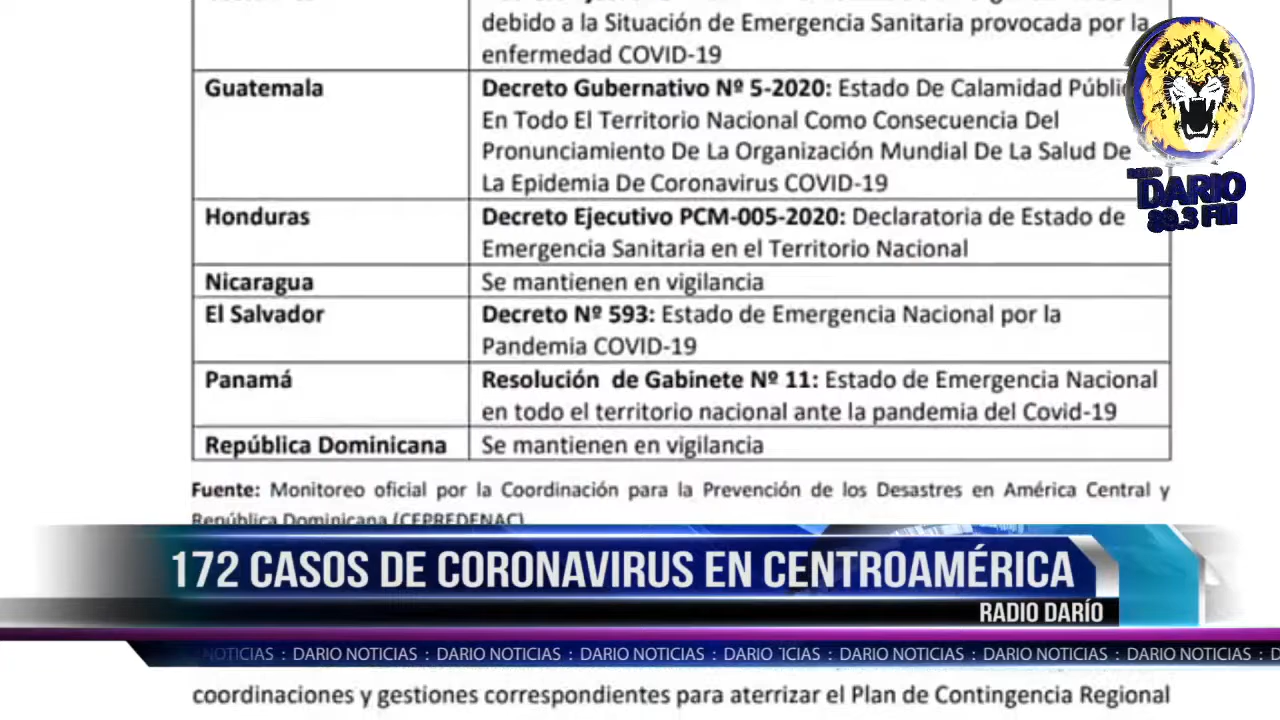 debido a la Situación de Emergencia Sanitaria provocada por la
enfermedad COVID-19
Guatemala
Decreto Gubernativo Nº 5-2020: Estado De Calamidad Públic
En Todo El Territorio Nacional Como Consecuencia Del
Pronunciamiento De La Organización Mundial De La Salud De
La Epidemia De Coronavirus COVID-19
Honduras
Decreto Ejecutivo PCM-005-2020: Declaratoria de Estado de
Emergencia Sanitaria en el Territorio Nacional
Nicaragua
Se mantienen en vigilancia
El Salvador
Decreto Nº 593: Estado de Emergencia Nacional por la
Pandemia COVID-19
Panamá
Resolución de Gabinete Nº 11: Estado de Emergencia Nacional
en todo el territorio nacional ante la pandemia del Covid-19
República Dominicana
Se mantienen en vigilancia
Fuente: Monitoreo oficial por la Coordinación para la Prevención de los Desastres en América Central y
República Dominicana (CEPREDENAC)
RADIO
DARIO
89.3 FM
172 CASOS DE CORONAVIRUS EN CENTROAMÉRICA
RADIO DARÍO
NOTICIAS : DARIO NOTICIAS : DARIO NOTICIAS : DARIO NOTICIAS : DARIO ICIAS : DARIO NOTICIAS : DARIO NOTICIAS : DARIO NOTICIAS : D
coordinaciones y gestiones correspondientes para aterrizar el Plan de Contingencia Regional